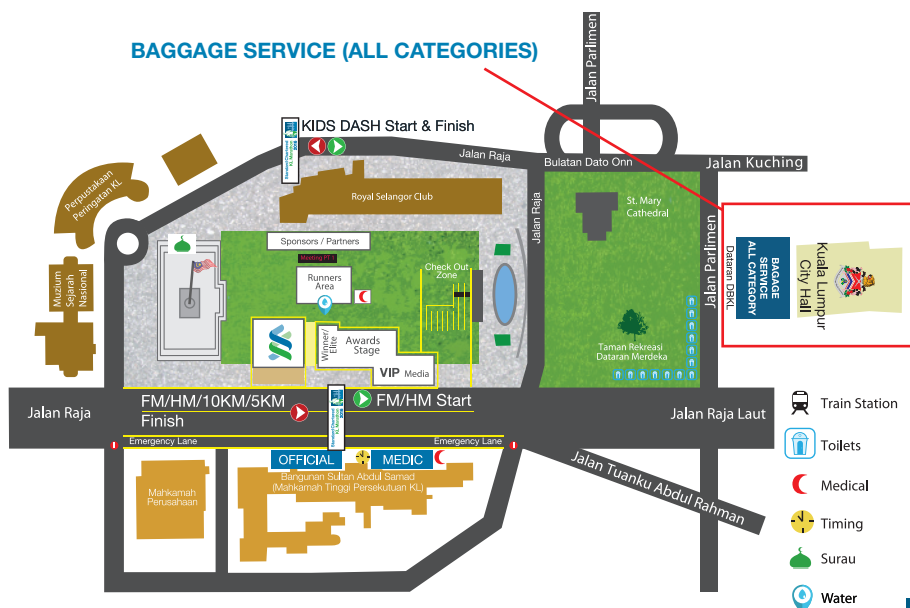 BAGGAGE SERVICE (ALL CATEGORIES)
Jalan Parlimen
KIDS DASH Start & Finish
Jalan Raja
Bulatan Dato Onn
Jalan Kuching
Perpustakaan
Peringatan KL
Royal Selangor Club
St. Mary
Cathedral
Jalan Raja
Jalan Parlimen
Sponsors / Partners
Meeting PT 1
Runners
Area
Check Out
Zone
Muzium
Sejarah
Nasional
BAGGAGE
SERVICE
ALL CATEGORY
Dataran DBKL
Kuala Lumpur
City Hall
Winner/
Elite
Awards
Stage
VIP Media
Taman Rekreasi
Dataran Merdeka
Jalan Raja
FM/HM/10KM/5KM
Finish
FM/HM Start
Jalan Raja Laut
Emergency Lane
Emergency Lane
OFFICIAL
MEDIC
Bangunan Sultan Abdul Samad
(Mahkamah Tinggi Persekutuan KL)
Mahkamah
Perusahaan
Jalan Tuanku Abdul Rahman
Train Station
Toilets
Medical
Timing
Surau
Water